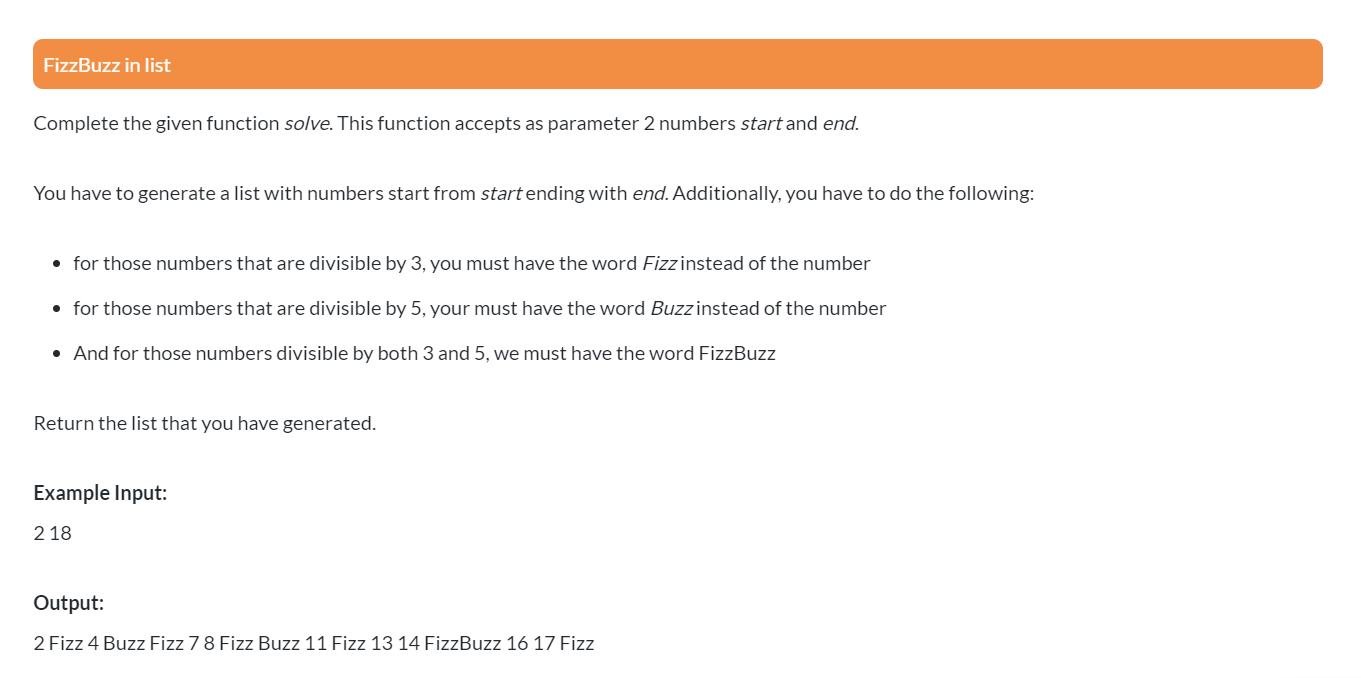 FizzBuzz in list
Complete the given function solve. This function accepts as parameter 2 numbers start and end.
You have to generate a list with numbers start from start ending with end. Additionally, you have to do the following:
• for those numbers that are divisible by 3, you must have the word Fizz instead of the number
• for those numbers that are divisible by 5, your must have the word Buzz instead of the number
• And for those numbers divisible by both 3 and 5, we must have the word FizzBuzz
Return the list that you have generated.
Example Input:
2 18
Output:
2 Fizz 4 Buzz Fizz 7 8 Fizz Buzz 11 Fizz 13 14 FizzBuzz 16 17 Fizz